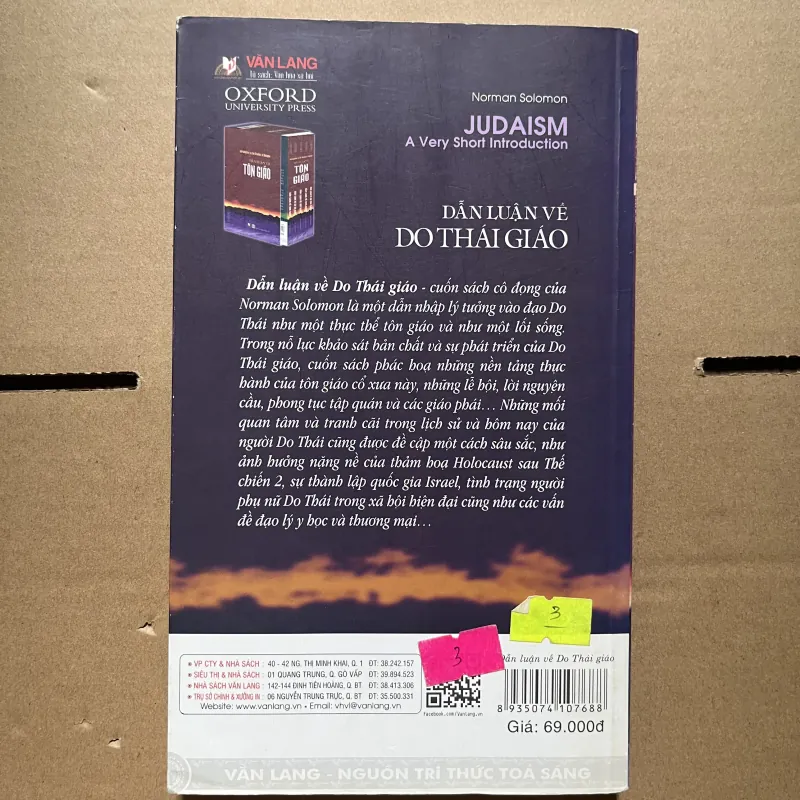 VĂN LANG
Tủ sách: Văn hóa xã hội
OXFORD
UNIVERSITY PRESS
TÔN GIÁO
TÔN GIÁO
Norman Solomon
JUDAISM
A Very Short Introduction
DẪN LUẬN VỀ
DO THÁI GIÁO
Dẫn luận về Do Thái giáo - cuốn sách cô đọng của
Norman Solomon là một dẫn nhập lý tưởng vào đạo Do
Thái như một thực thể tôn giáo và như một lối sống.
Trong nỗ lực khảo sát bản chất và sự phát triển của Do
Thái giáo, cuốn sách phác hoạ những nền tảng thực
hành của tôn giáo cổ xưa này, những lễ hội, lời nguyện
cầu, phong tục tập quán và các giáo phái... Những mối
quan tâm và tranh cãi trong lịch sử và hôm nay của
người Do Thái cũng được đề cập một cách sâu sắc, như
ảnh hưởng nặng nề của thảm hoạ Holocaust sau Thế
chiến 2, sự thành lập quốc gia Israel, tình trạng người
phụ nữ Do Thái trong xã hội hiện đại cũng như các vấn
đề đạo lý y học và thương mại...
3
3
• VP CTY & NHÀ SÁCH : 40 - 42 NG. THỊ MINH KHAI, Q. 1 ĐT: 38.242.157
• SIÊU THỊ & NHÀ SÁCH : 01 QUANG TRUNG, Q. GÒ VẤP ĐT: 39.894.523
• NHÀ SÁCH VĂN LANG : 142-144 ĐINH TIÊN HOÀNG, Q. BT ĐT: 38.413.306
• TRỤ SỞ CHÍNH & XƯỞNG IN : 06 NGUYỄN TRUNG TRỰC, Q. BT ĐT: 35.500.331
Website: www.vanlang.vn • Email: vhvl@vanlang.vn
facebook.com/VanLang.vn
Dẫn luận về Do Thái giáo
8 935074 107688
Giá: 69.000đ
VĂN LANG - NGUỒN TRI THỨC TOẢ SÁNG